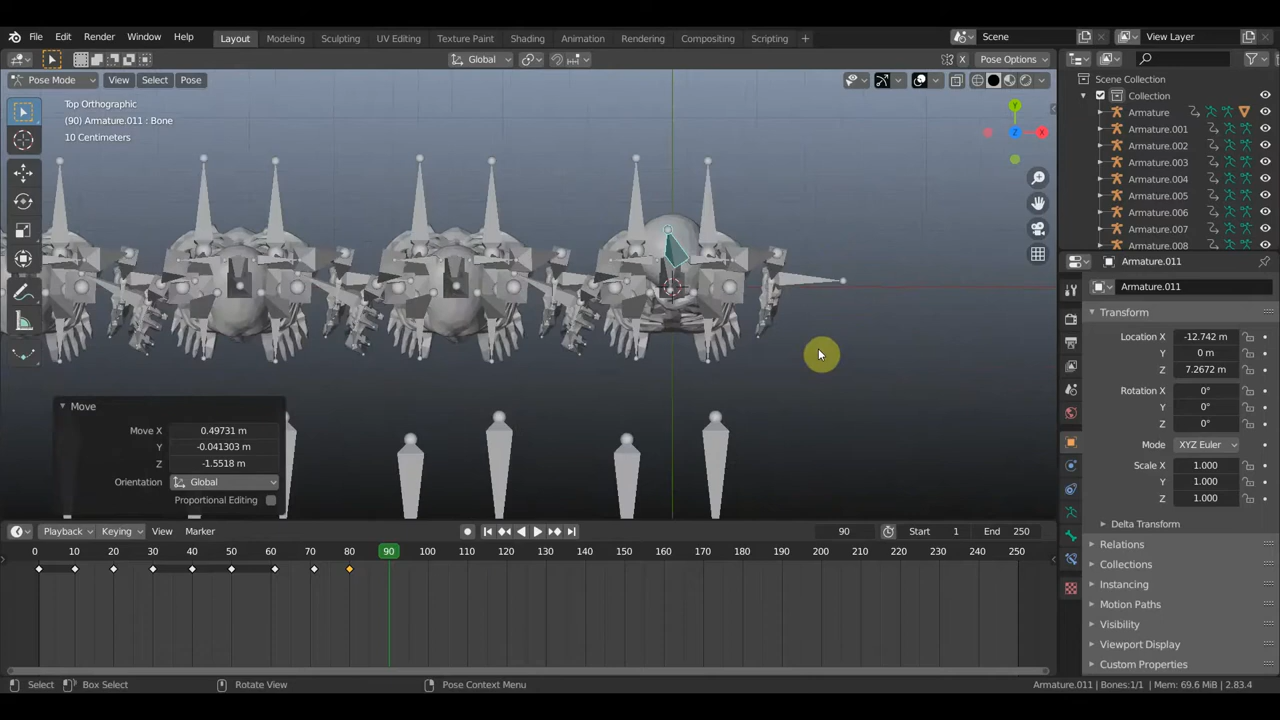 File Edit Render Window Help
Layout Modeling Sculpting UV Editing Texture Paint Shading Animation Rendering Compositing Scripting +
Scene
View Layer
Global
X Pose Options
Pose Mode View Select Pose
Top Orthographic
(90) Armature.011 : Bone
10 Centimeters
Y
Z
X
Scene Collection
Collection
Armature
Armature.001
Armature.002
Armature.003
Armature.004
Armature.005
Armature.006
Armature.007
Armature.008
Armature.011
Armature.011
Transform
Location X -12.742 m
Y 0 m
Z 7.2672 m
Rotation X 0°
Y 0°
Z 0°
Mode XYZ Euler
Scale X 1.000
Y 1.000
Z 1.000
Delta Transform
Relations
Collections
Instancing
Motion Paths
Visibility
Viewport Display
Custom Properties
Move
Move X 0.49731 m
Y -0.041303 m
Z -1.5518 m
Orientation Global
Proportional Editing
Playback Keying View Marker
90 Start 1 End 250
0 10 20 30 40 50 60 70 80 90 100 110 120 130 140 150 160 170 180 190 200 210 220 230 240 250
Select Box Select Rotate View Pose Context Menu
Armature.011 | Bones:1/1 | Mem: 69.6 MiB | 2.83.4